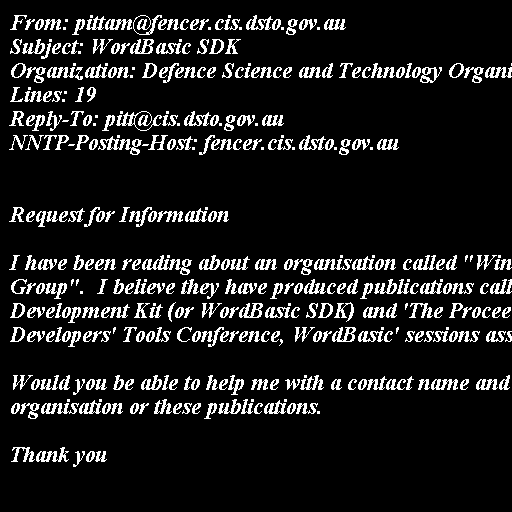 From: pittam@fencer.cis.dsto.gov.au
Subject: WordBasic SDK
Organization: Defence Science and Technology Organi
Lines: 19
Reply-To: pitt@cis.dsto.gov.au
NNTP-Posting-Host: fencer.cis.dsto.gov.au
Request for Information
I have been reading about an organisation called "Win
Group".  I believe they have produced publications call
Development Kit (or WordBasic SDK) and 'The Procee
Developers' Tools Conference, WordBasic' sessions ass
Would you be able to help me with a contact name and
organisation or these publications.
Thank you